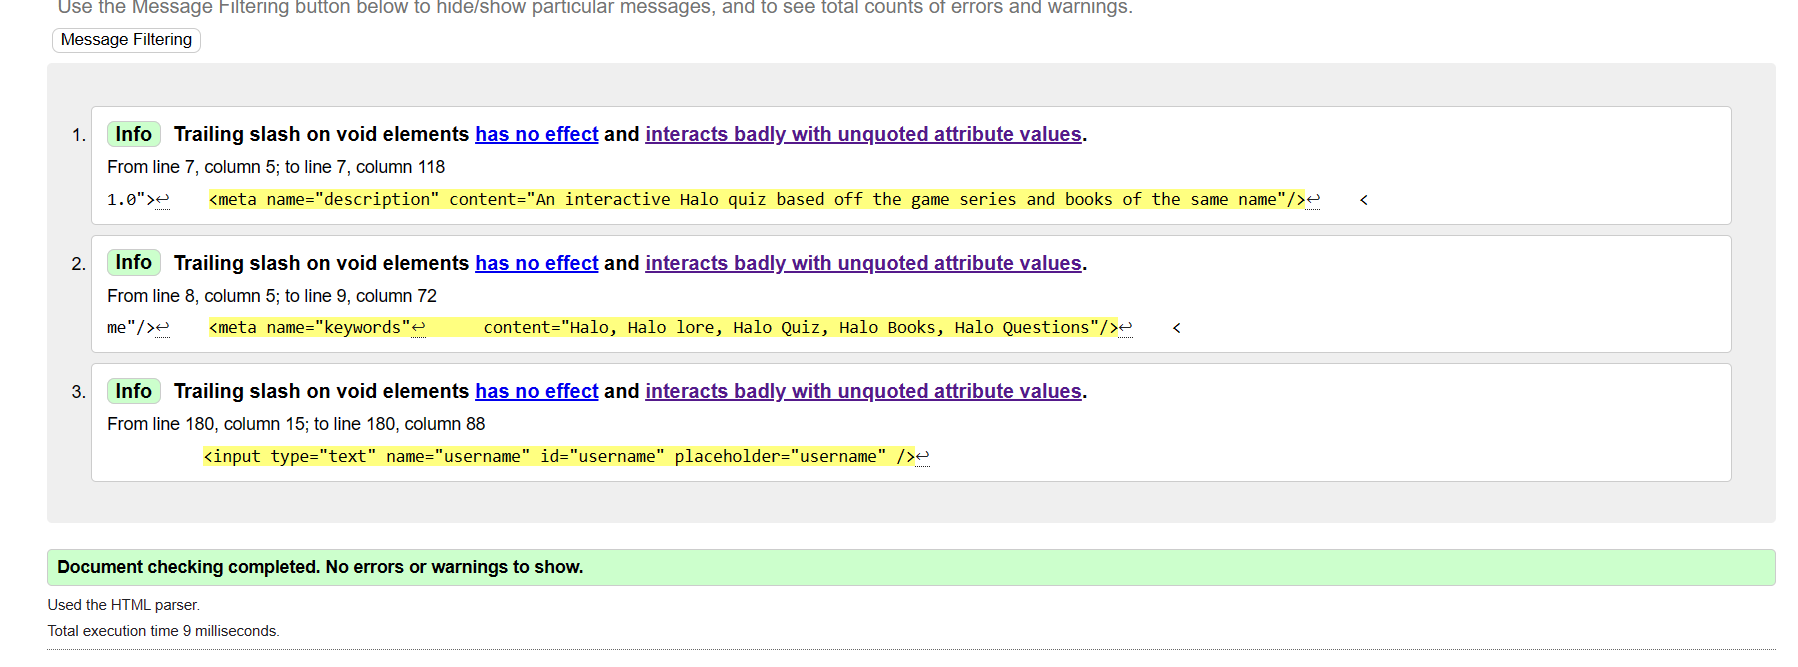 Use the Message Filtering button below to hide/show particular messages, and to see total counts of errors and warnings.
Message Filtering
1. Info Trailing slash on void elements has no effect and interacts badly with unquoted attribute values.
From line 7, column 5; to line 7, column 118
1.0">↩    <meta name="description" content="An interactive Halo quiz based off the game series and books of the same name"/>↩    <
2. Info Trailing slash on void elements has no effect and interacts badly with unquoted attribute values.
From line 8, column 5; to line 9, column 72
me"/>↩    <meta name="keywords"↩      content="Halo, Halo lore, Halo Quiz, Halo Books, Halo Questions"/>↩    <
3. Info Trailing slash on void elements has no effect and interacts badly with unquoted attribute values.
From line 180, column 15; to line 180, column 88
<input type="text" name="username" id="username" placeholder="username" />↩
Document checking completed. No errors or warnings to show.
Used the HTML parser.
Total execution time 9 milliseconds.